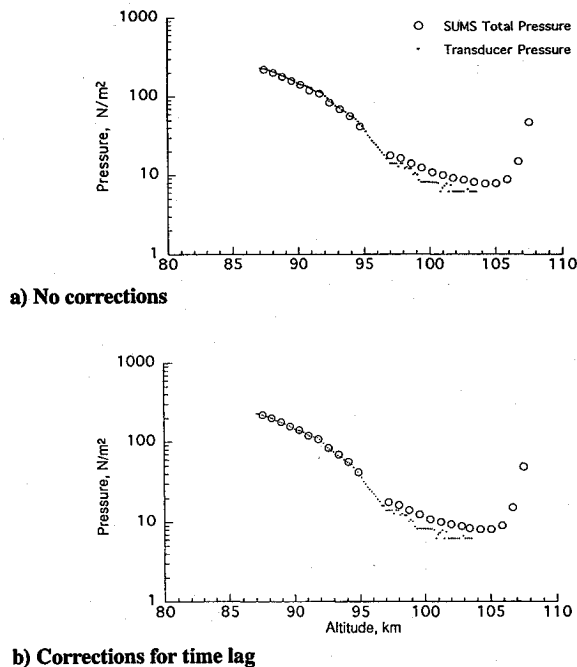 SUMS Total Pressure
Transducer Pressure
1000
100
10
1
Pressure, N/m²
80 85 90 95 100 105 110
a) No corrections
1000
100
10
1
Pressure, N/m²
80 85 90 95 100 105 110
Altitude, km
b) Corrections for time lag